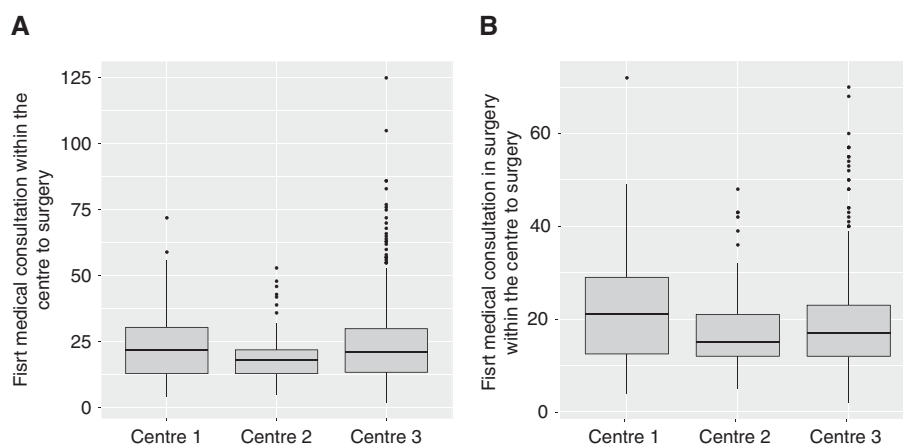 A
Fisrt medical consultation within the
centre to surgery
125
100
75
50
25
0
Centre 1 Centre 2 Centre 3
B
Fisrt medical consultation in surgery
within the centre to surgery
60
40
20
0
Centre 1 Centre 2 Centre 3